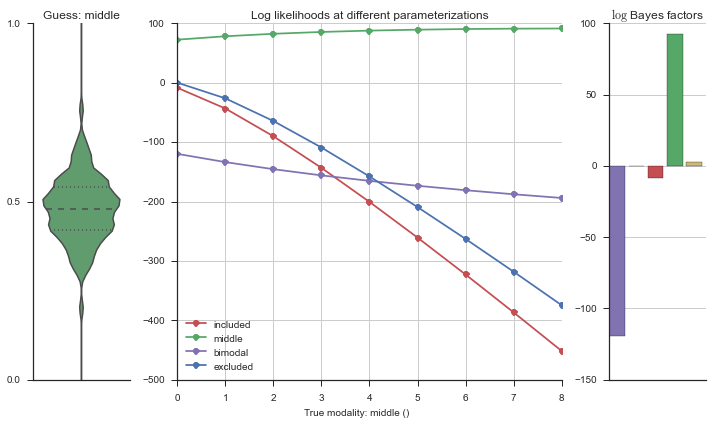 Guess: middle
1.0
0.5
0.0
Log likelihoods at different parameterizations
100
0
−100
−200
−300
−400
−500
included
middle
bimodal
excluded
0 1 2 3 4 5 6 7 8
True modality: middle ()
log Bayes factors
100
50
0
−50
−100
−150